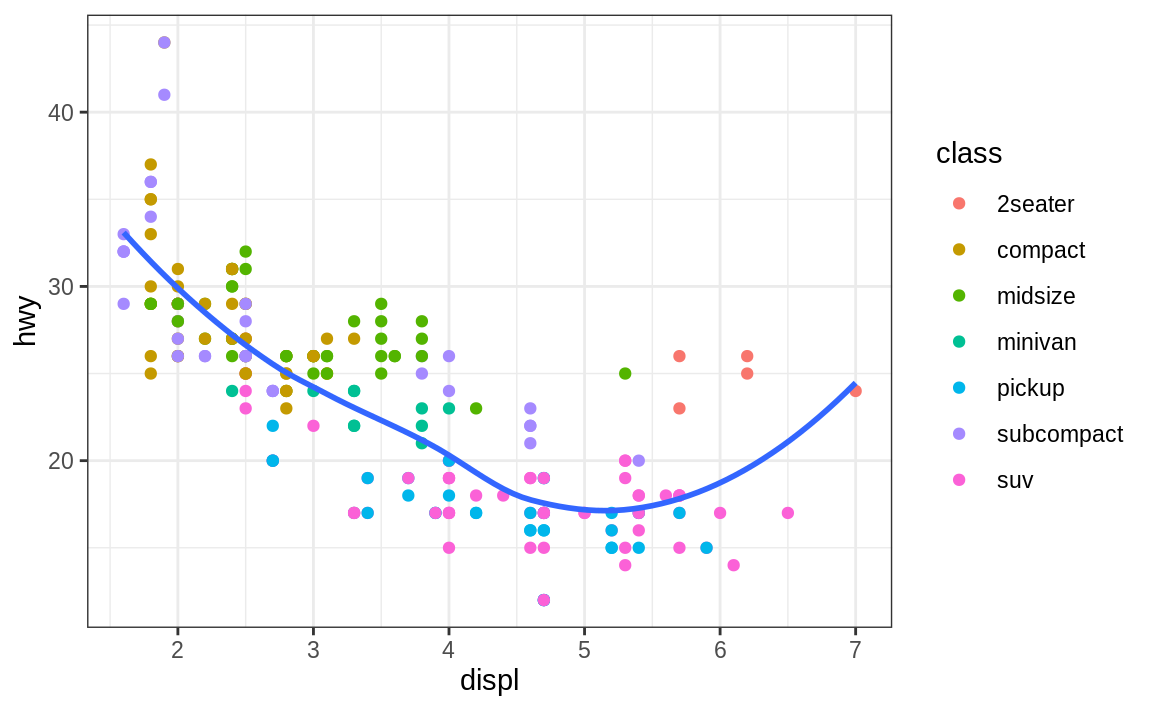 40
30
20
hwy
2 3 4 5 6 7
displ
class
2seater
compact
midsize
minivan
pickup
subcompact
suv